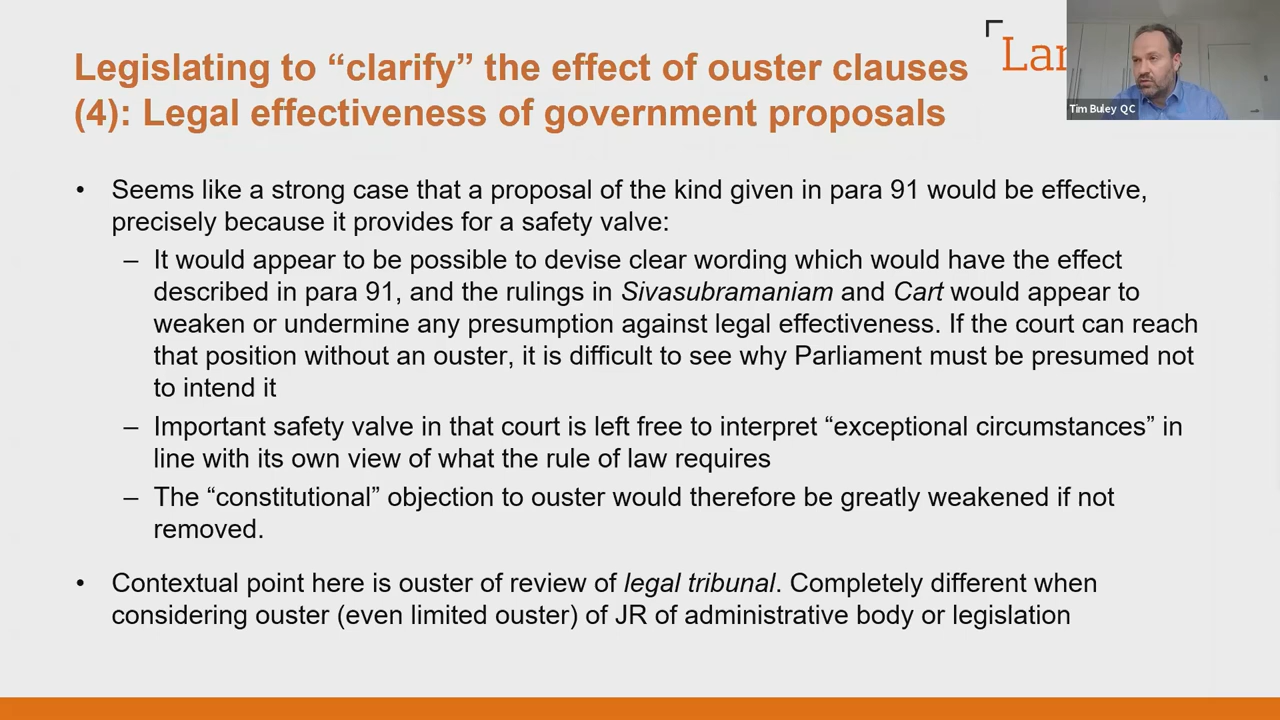 Legislating to “clarify” the effect of ouster clauses
(4): Legal effectiveness of government proposals
Lan
Tim Buley QC
• Seems like a strong case that a proposal of the kind given in para 91 would be effective,
precisely because it provides for a safety valve:
– It would appear to be possible to devise clear wording which would have the effect
described in para 91, and the rulings in Sivasubramaniam and Cart would appear to
weaken or undermine any presumption against legal effectiveness. If the court can reach
that position without an ouster, it is difficult to see why Parliament must be presumed not
to intend it
– Important safety valve in that court is left free to interpret “exceptional circumstances” in
line with its own view of what the rule of law requires
– The “constitutional” objection to ouster would therefore be greatly weakened if not
removed.
• Contextual point here is ouster of review of legal tribunal. Completely different when
considering ouster (even limited ouster) of JR of administrative body or legislation